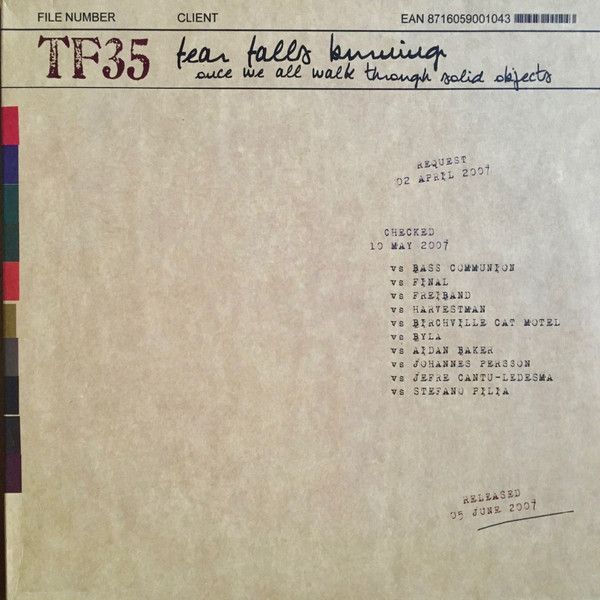 FILE NUMBER CLIENT EAN 8716059001043
TF35 fear falls burning
once we all walk through solid objects
REQUEST
02 APRIL 2007
CHECKED
10 MAY 2007
vs BASS COMMUNION
vs FINAL
vs FREIBAND
vs HARVESTMAN
vs BIRCHVILLE CAT MOTEL
vs BYLA
vs AIDAN BAKER
vs JOHANNES PERSSON
vs JEFRE CANTU-LEDESMA
vs STEFANO PILIA
RELEASED
05 JUNE 2007